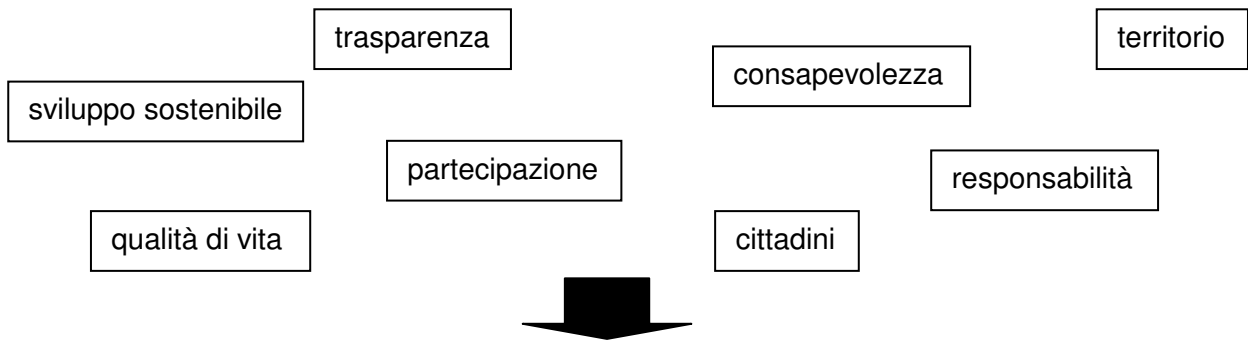 trasparenza
territorio
consapevolezza
sviluppo sostenibile
partecipazione
responsabilità
qualità di vita
cittadini